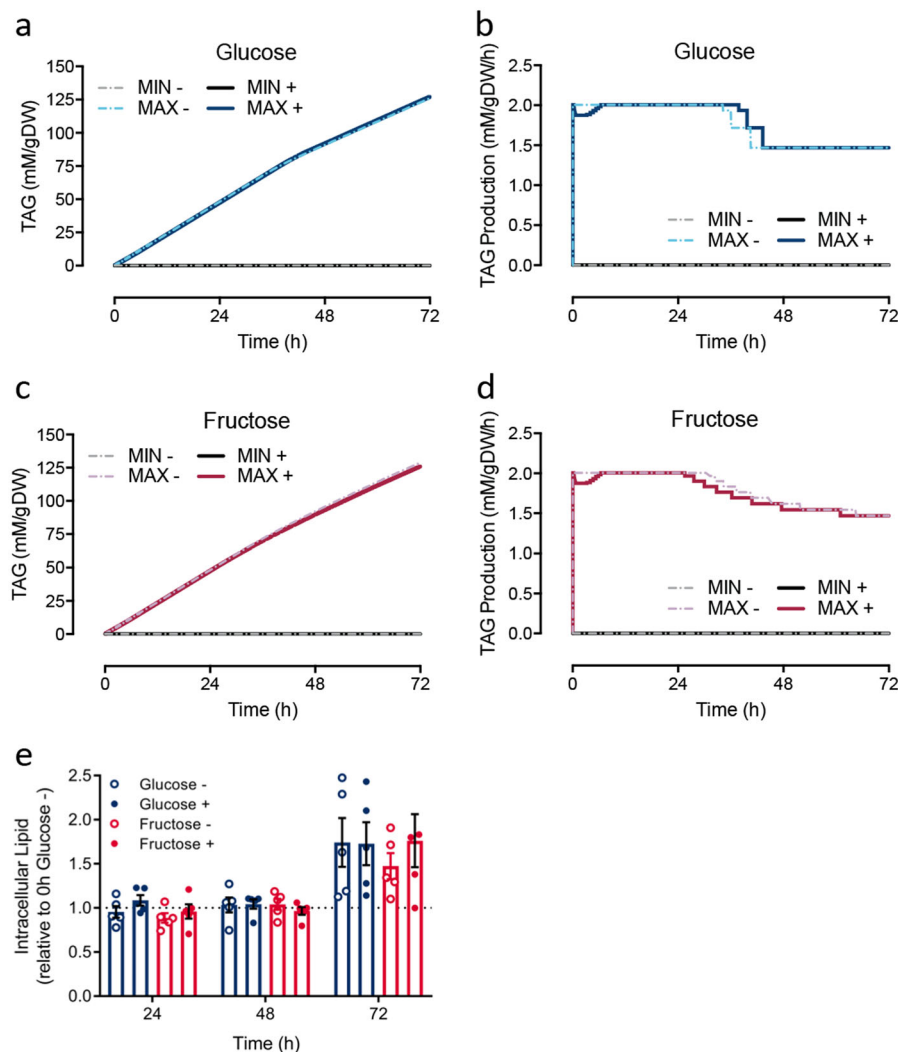 a
Glucose
MIN -
MIN +
MAX -
MAX +
TAG (mM/gDW)
150
125
100
75
50
25
0
0
24
48
72
Time (h)
b
Glucose
TAG Production (mM/gDW/h)
2.5
2.0
1.5
1.0
0.5
0.0
MIN -
MIN +
MAX -
MAX +
0
24
48
72
Time (h)
c
Fructose
MIN -
MIN +
MAX -
MAX +
TAG (mM/gDW)
150
125
100
75
50
25
0
0
24
48
72
Time (h)
d
Fructose
TAG Production (mM/gDW/h)
2.5
2.0
1.5
1.0
0.5
0.0
MIN -
MIN +
MAX -
MAX +
0
24
48
72
Time (h)
e
Intracellular Lipid
(relative to 0h Glucose -)
2.5
2.0
1.5
1.0
0.5
0.0
Glucose -
Glucose +
Fructose -
Fructose +
24
48
72
Time (h)